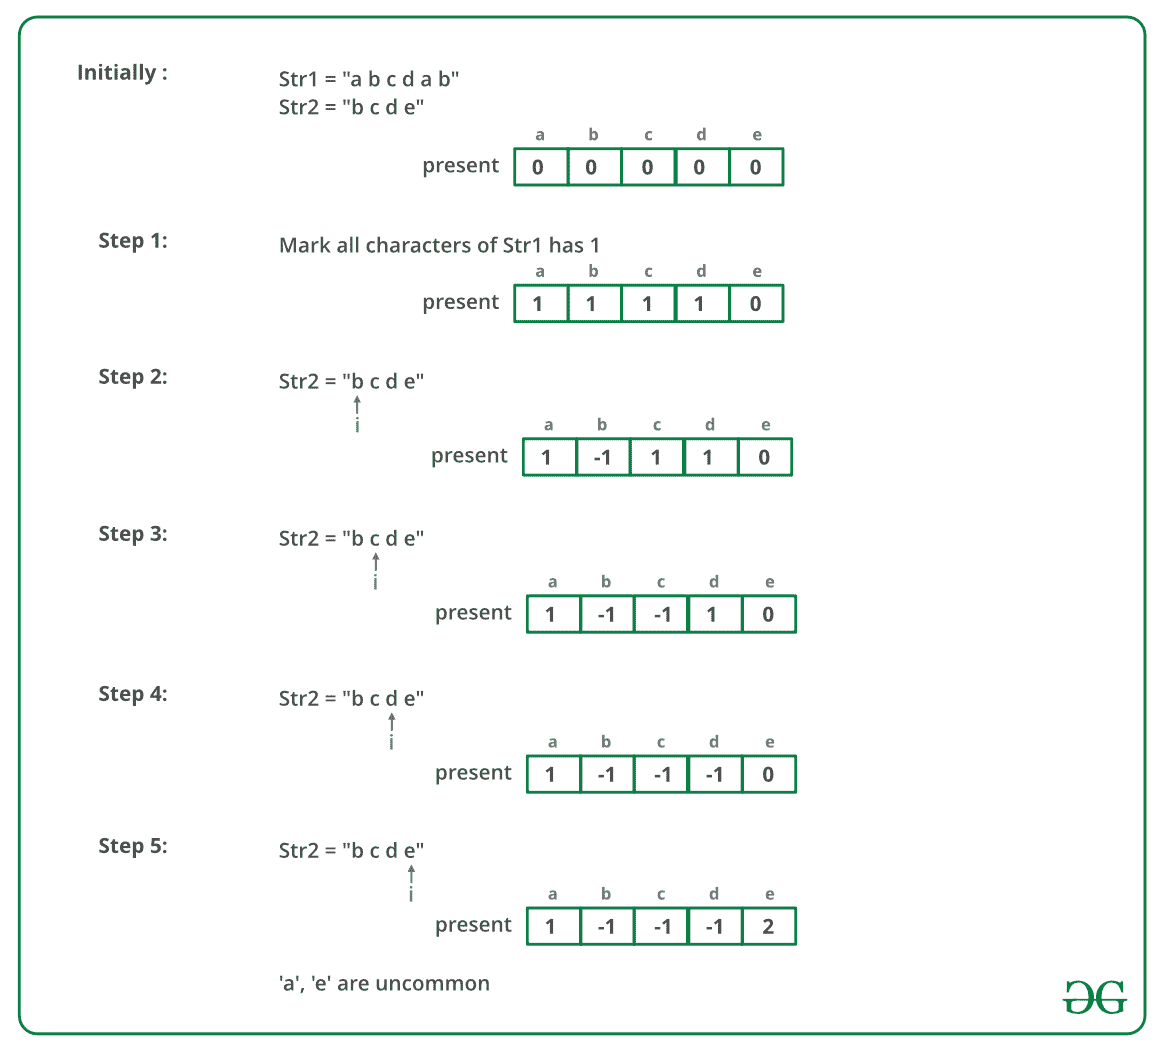 Initially :
Str1 = "a b c d a b"
Str2 = "b c d e"
a b c d e
present 0 0 0 0 0
Step 1:
Mark all characters of Str1 has 1
a b c d e
present 1 1 1 1 0
Step 2:
Str2 = "b c d e"
i
a b c d e
present 1 -1 1 1 0
Step 3:
Str2 = "b c d e"
i
a b c d e
present 1 -1 -1 1 0
Step 4:
Str2 = "b c d e"
i
a b c d e
present 1 -1 -1 -1 0
Step 5:
Str2 = "b c d e"
i
a b c d e
present 1 -1 -1 -1 2
'a', 'e' are uncommon